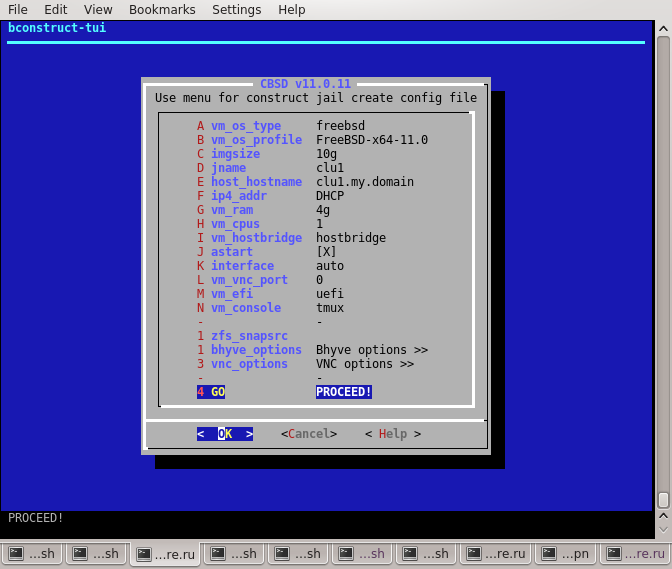 File Edit View Bookmarks Settings Help
bconstruct-tui
CBSD v11.0.11
Use menu for construct jail create config file
A vm_os_type freebsd
B vm_os_profile FreeBSD-x64-11.0
C imgsize 10g
D jname clu1
E host_hostname clu1.my.domain
F ip4_addr DHCP
G vm_ram 4g
H vm_cpus 1
I vm_hostbridge hostbridge
J astart [X]
K interface auto
L vm_vnc_port 0
M vm_efi uefi
N vm_console tmux
- -
1 zfs_snapsrc
1 bhyve_options Bhyve options >>
3 vnc_options VNC options >>
- -
4 GO PROCEED!
< OK > <Cancel> < Help >
PROCEED!
...sh ...sh ...re.ru ...sh ...sh ...sh ...sh ...re.ru ...pn ...re.ru